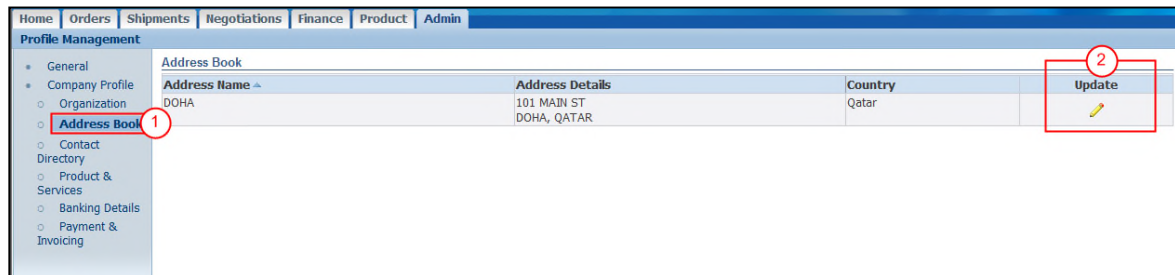 Home Orders Shipments Negotiations Finance Product Admin
Profile Management
General
Company Profile
Organization
Address Book
Contact
Directory
Product &
Services
Banking Details
Payment &
Invoicing
1
Address Book
Address Name Address Details Country Update
DOHA 101 MAIN ST Qatar
DOHA, QATAR
2